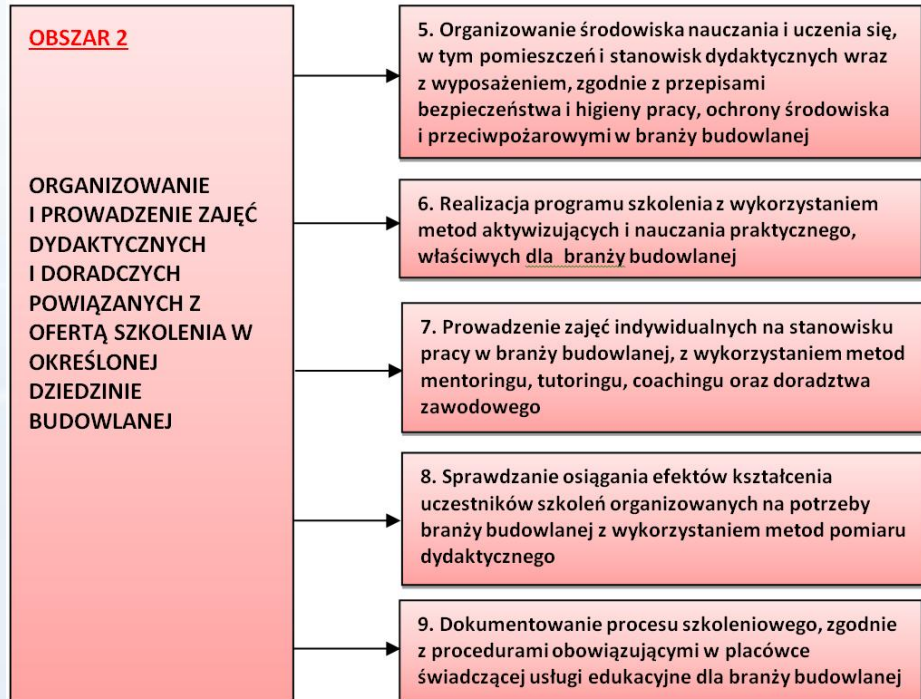 OBSZAR 2
ORGANIZOWANIE
I PROWADZENIE ZAJĘĆ
DYDAKTYCZNYCH
I DORADCZYCH
POWIĄZANYCH Z
OFERTĄ SZKOLENIA W
OKREŚLONEJ
DZIEDZINIE
BUDOWLANEJ
5. Organizowanie środowiska nauczania i uczenia się,
w tym pomieszczeń i stanowisk dydaktycznych wraz
z wyposażeniem, zgodnie z przepisami
bezpieczeństwa i higieny pracy, ochrony środowiska
i przeciwpożarowymi w branży budowlanej
6. Realizacja programu szkolenia z wykorzystaniem
metod aktywizujących i nauczania praktycznego,
właściwych dla branży budowlanej
7. Prowadzenie zajęć indywidualnych na stanowisku
pracy w branży budowlanej, z wykorzystaniem metod
mentoringu, tutoringu, coachingu oraz doradztwa
zawodowego
8. Sprawdzanie osiągania efektów kształcenia
uczestników szkoleń organizowanych na potrzeby
branży budowlanej z wykorzystaniem metod pomiaru
dydaktycznego
9. Dokumentowanie procesu szkoleniowego, zgodnie
z procedurami obowiązującymi w placówce
świadczącej usługi edukacyjne dla branży budowlanej